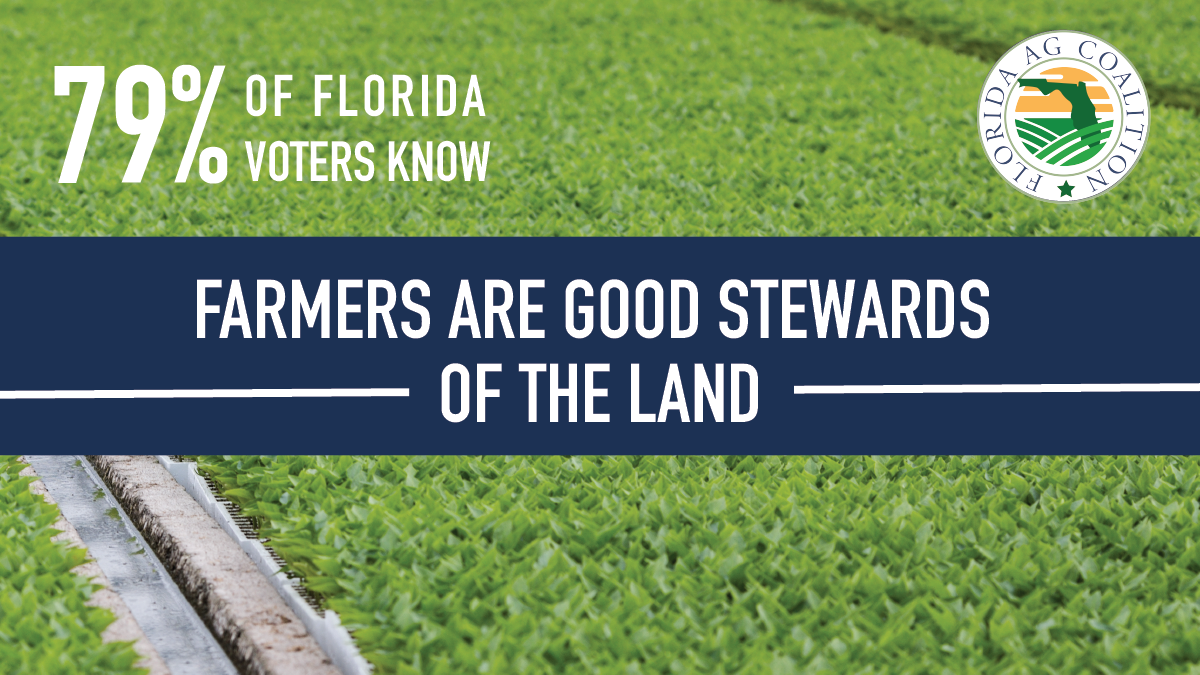 79% OF FLORIDA
VOTERS KNOW
FLORIDA AG COALITION
FARMERS ARE GOOD STEWARDS
OF THE LAND